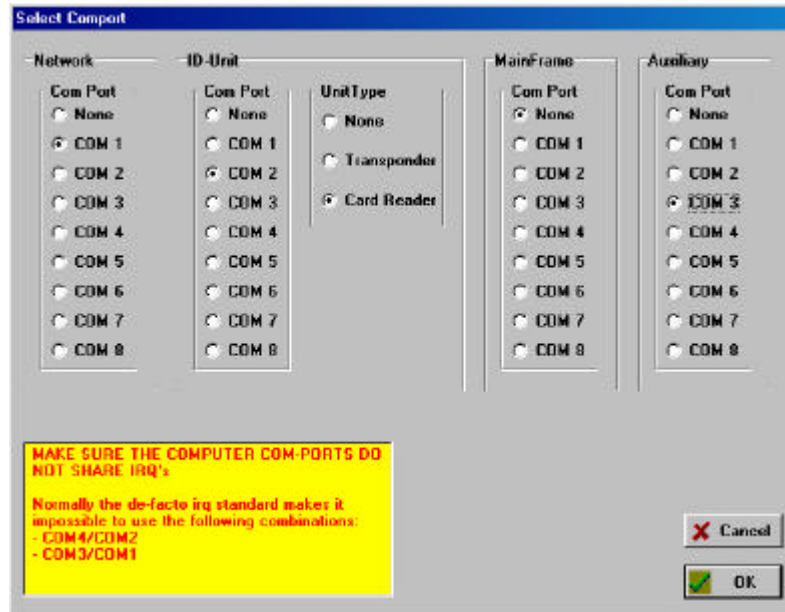 Select Comport
Network
Com Port
None
COM 1
COM 2
COM 3
COM 4
COM 5
COM 6
COM 7
COM 8
ID-Unit
Com Port
None
COM 1
COM 2
COM 3
COM 4
COM 5
COM 6
COM 7
COM 8
UnitType
None
Transponder
Card Reader
MainFrame
Com Port
None
COM 1
COM 2
COM 3
COM 4
COM 5
COM 6
COM 7
COM 8
Auxiliary
Com Port
None
COM 1
COM 2
COM 3
COM 4
COM 5
COM 6
COM 7
COM 8
MAKE SURE THE COMPUTER COM-PORTS DO
NOT SHARE IRQ's
Normally the de-facto irq standard makes it
impossible to use the following combinations:
- COM4/COM2
- COM3/COM1
Cancel
OK